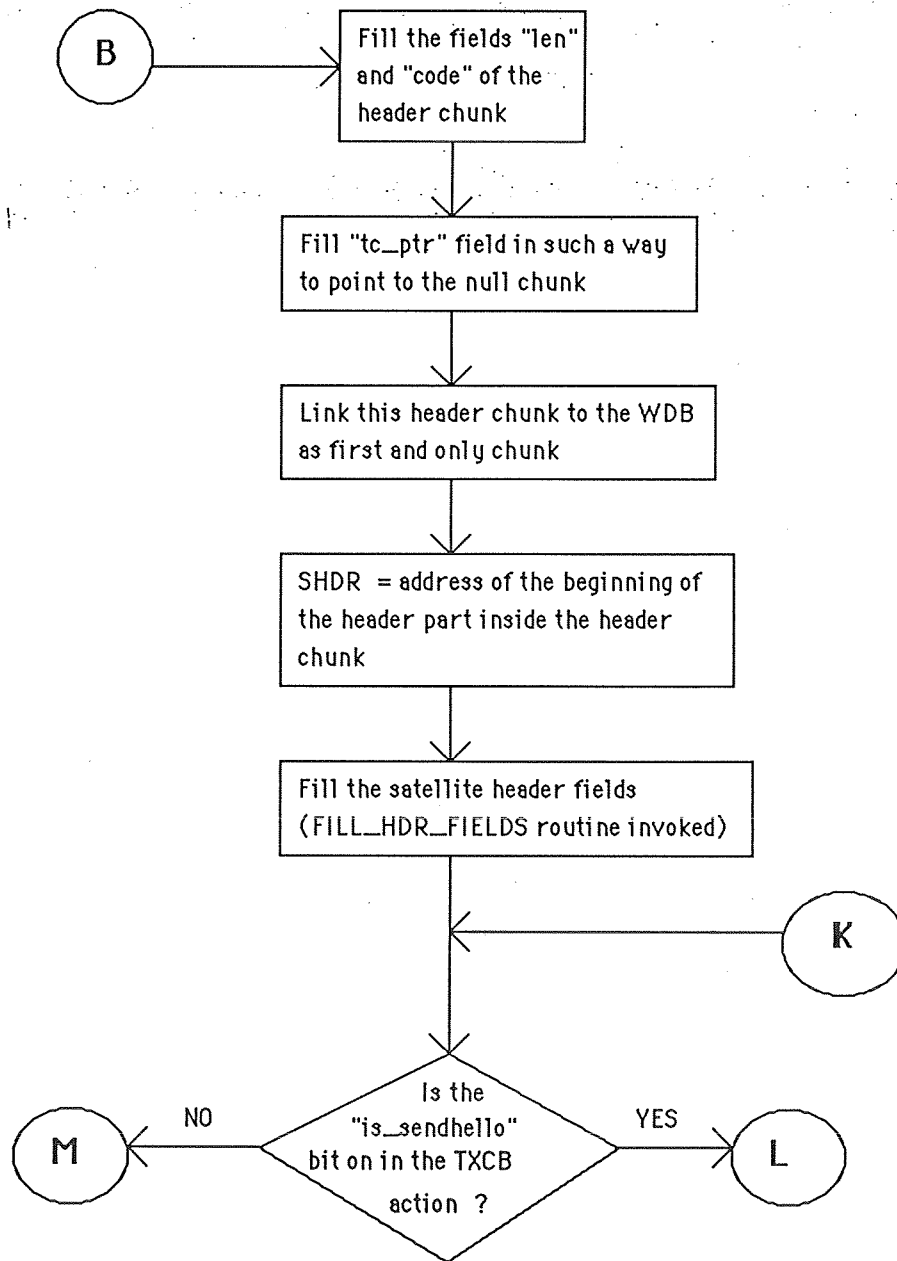 B
Fill the fields "len"
and "code" of the
header chunk
Fill "tc_ptr" field in such a way
to point to the null chunk
Link this header chunk to the WDB
as first and only chunk
SHDR = address of the beginning of
the header part inside the header
chunk
Fill the satellite header fields
(FILL_HDR_FIELDS routine invoked)
K
Is the
"is_sendhello"
bit on in the TXCB
action ?
NO
YES
M
L